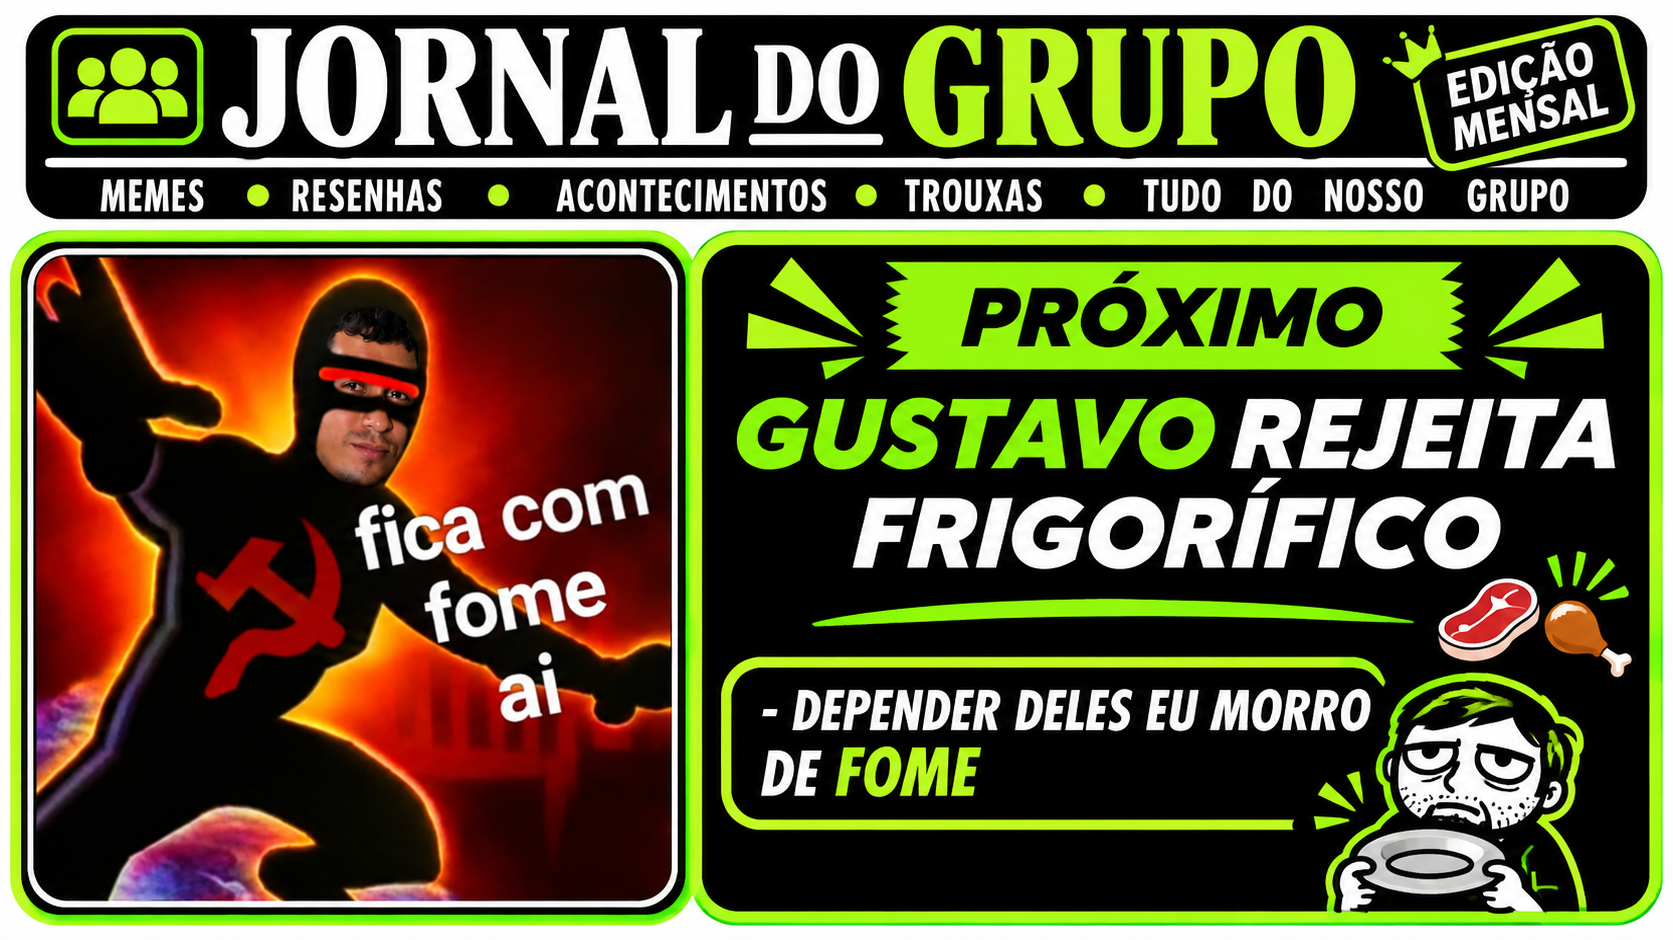 JORNAL DO GRUPO
EDIÇÃO
MENSAL
MEMES • RESENHAS • ACONTECIMENTOS • TROUXAS • TUDO DO NOSSO GRUPO
fica com
fome
ai
PRÓXIMO
GUSTAVO REJEITA
FRIGORÍFICO
- DEPENDER DELES EU MORRO
DE FOME